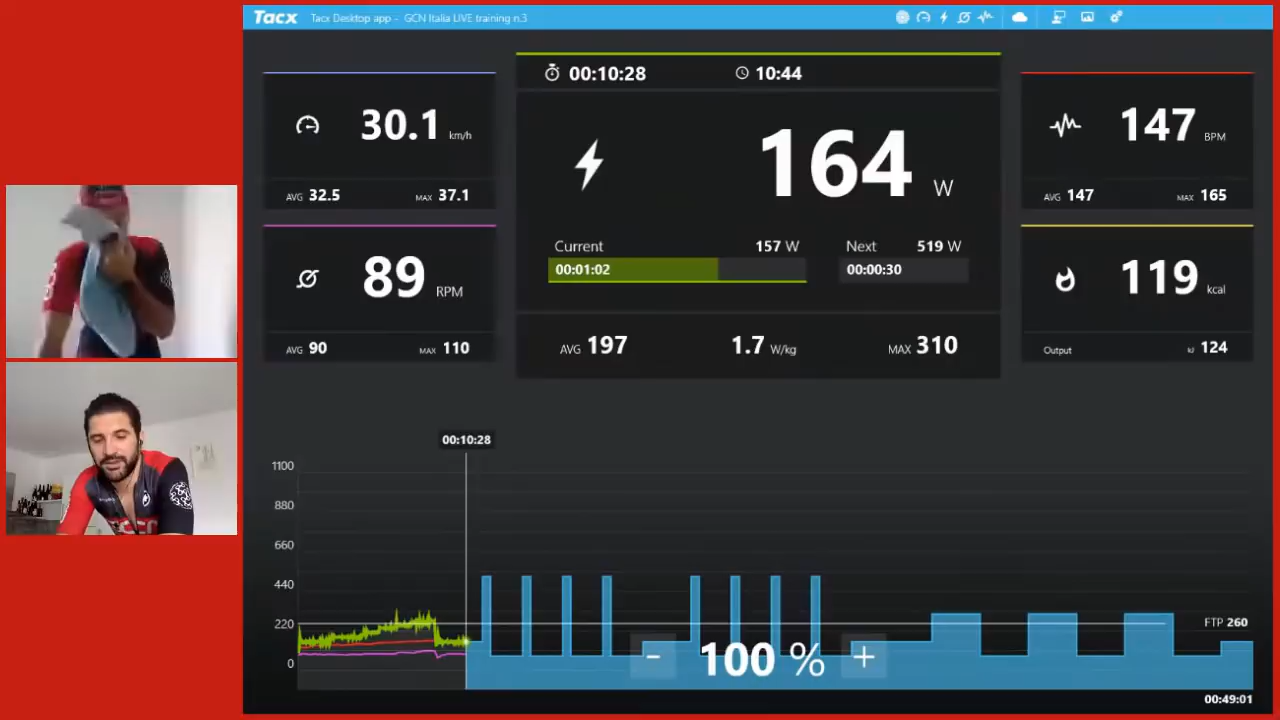 Tacx Tacx Desktop app - GCN Italia LIVE training n.3
00:10:28 10:44
30.1 km/h
AVG 32.5 MAX 37.1
164 W
147 BPM
AVG 147 MAX 165
Current 157 W Next 519 W
00:01:02 00:00:30
89 RPM
AVG 90 MAX 110
119 kcal
Output kJ 124
AVG 197 1.7 W/kg MAX 310
00:10:28
1100
880
660
440
220
0
FTP 260
- 100 % +
00:49:01